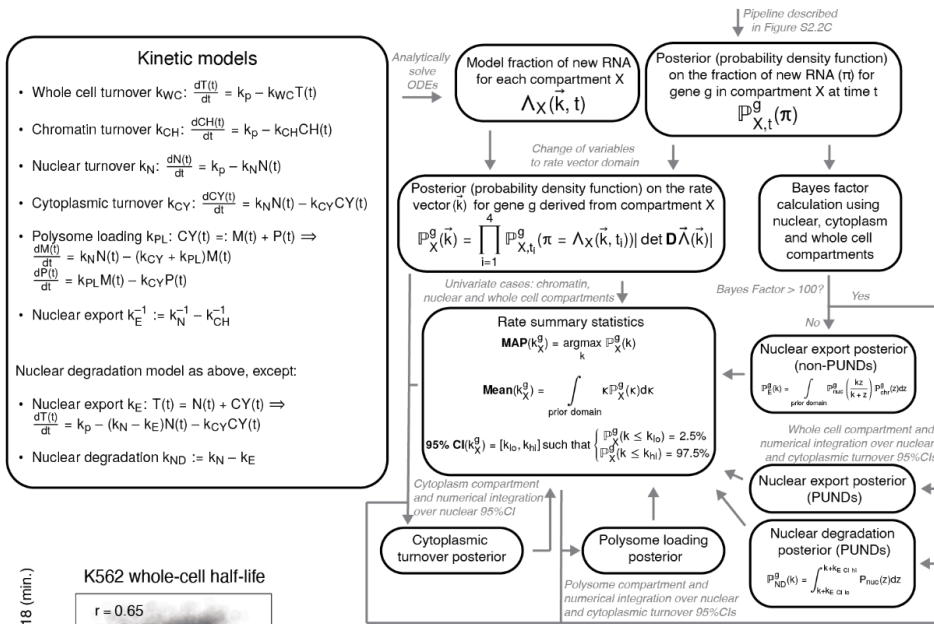 Kinetic models
• Whole cell turnover k_WC: dT(t)/dt = k_p − k_WC T(t)
• Chromatin turnover k_CH: dCH(t)/dt = k_p − k_CH CH(t)
• Nuclear turnover k_N: dN(t)/dt = k_p − k_N N(t)
• Cytoplasmic turnover k_CY: dCY(t)/dt = k_N N(t) − k_CY CY(t)
• Polysome loading k_PL: CY(t) =: M(t) + P(t) ⇒
dM(t)/dt = k_N N(t) − (k_CY + k_PL)M(t)
dP(t)/dt = k_PL M(t) − k_CY P(t)
• Nuclear export k_E^−1 := k_N^−1 − k_CH^−1
Nuclear degradation model as above, except:
• Nuclear export k_E: T(t) = N(t) + CY(t) ⇒
dT(t)/dt = k_p − (k_N − k_E)N(t) − k_CY CY(t)
• Nuclear degradation k_ND := k_N − k_E
Analytically
solve
ODEs
Model fraction of new RNA
for each compartment X
Λ_X(k⃗, t)
Pipeline described
in Figure S2.2C
Posterior (probability density function)
on the fraction of new RNA (π) for
gene g in compartment X at time t
ℙ^g_X,t(π)
Change of variables
to rate vector domain
Posterior (probability density function) on the rate
vector(k⃗) for gene g derived from compartment X
ℙ^g_X(k⃗) = ∏_{i=1}^{4} ℙ^g_X,t_i(π = Λ_X(k⃗, t_i))| det DΛ⃗(k⃗)|
Bayes factor
calculation using
nuclear, cytoplasm
and whole cell
compartments
Univariate cases: chromatin,
nuclear and whole cell compartments
Bayes Factor > 100?
Yes
No
Rate summary statistics
MAP(k^g_X) = argmax_k ℙ^g_X(k)
Mean(k^g_X) = ∫_prior domain κℙ^g_X(κ)dκ
95% CI(k^g_X) = [k_lo, k_hi] such that { ℙ^g_X(k ≤ k_lo) = 2.5%
ℙ^g_X(k ≤ k_hi) = 97.5%
Nuclear export posterior
(non-PUNDs)
ℙ^g_E(k) = ∫_prior domain ℙ^g_nuc(kz/(k + z)) ℙ^g_chr(z)dz
Whole cell compartment and
numerical integration over nuclear
and cytoplasmic turnover 95%CIs
Nuclear export posterior
(PUNDs)
Nuclear degradation
posterior (PUNDs)
ℙ^g_ND(k) = ∫_{k+k_E CI lo}^{k+k_E CI hi} P_nuc(z)dz
Cytoplasm compartment
and numerical integration
over nuclear 95%CI
Cytoplasmic
turnover posterior
Polysome loading
posterior
Polysome compartment and
numerical integration over nuclear
and cytoplasmic turnover 95%CIs
K562 whole-cell half-life
r = 0.65
18 (min.)